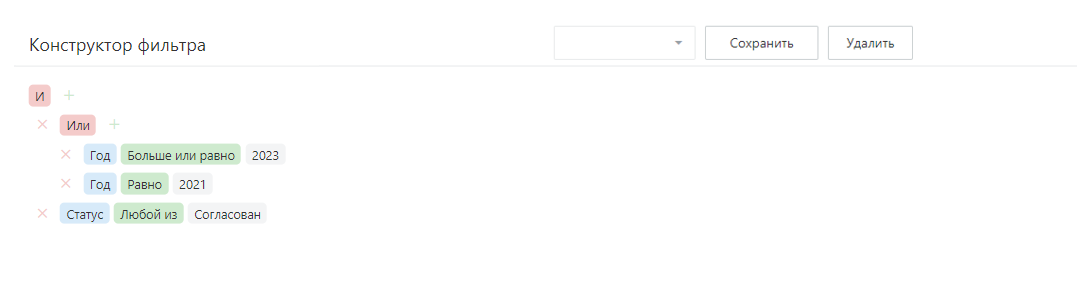 Конструктор фильтра Сохранить Удалить
И
Или
Год Больше или равно 2023
Год Равно 2021
Статус Любой из Согласован